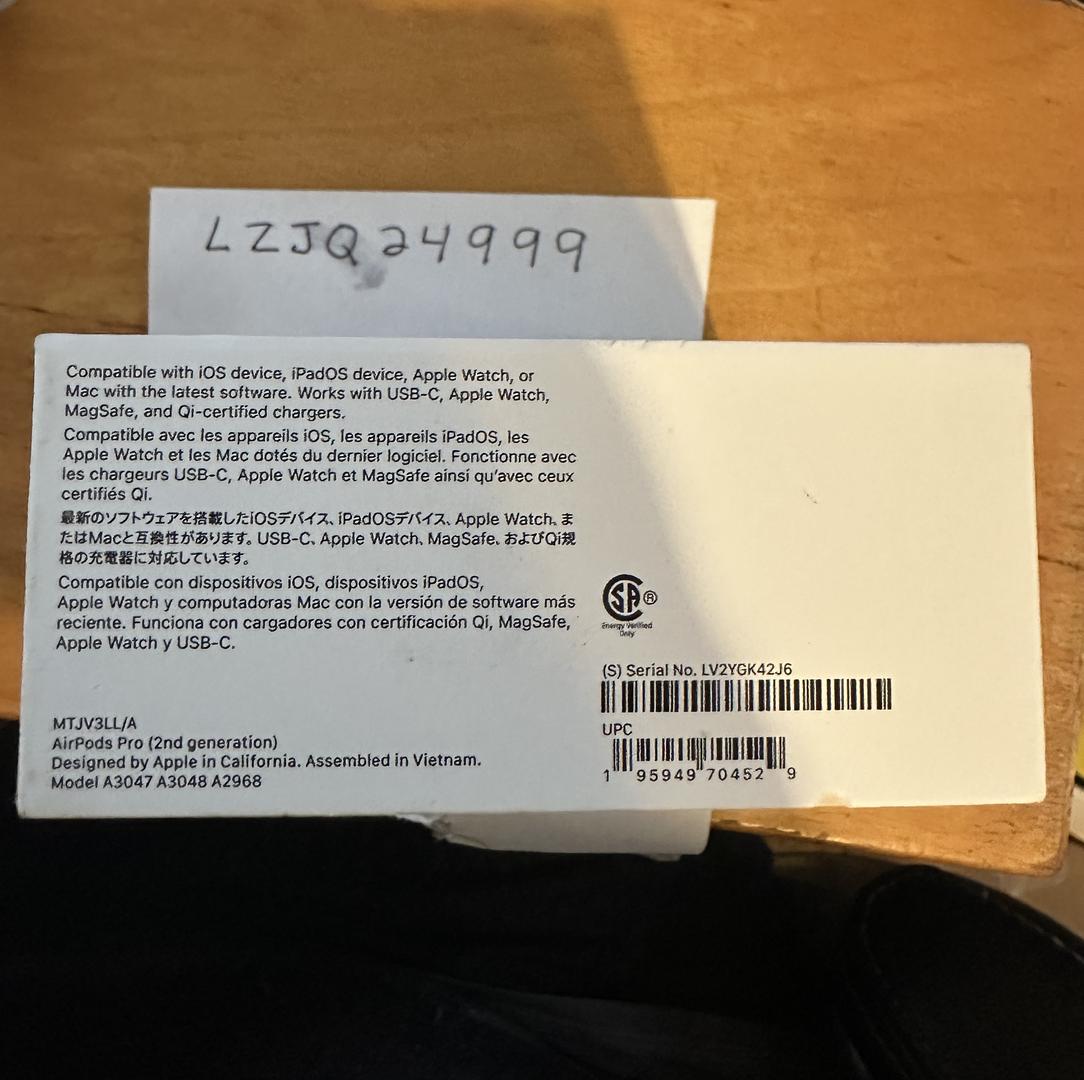 LZJQ24999
Compatible with iOS device, iPadOS device, Apple Watch, or
Mac with the latest software. Works with USB-C, Apple Watch,
MagSafe, and Qi-certified chargers.
Compatible avec les appareils iOS, les appareils iPadOS, les
Apple Watch et les Mac dotés du dernier logiciel. Fonctionne avec
les chargeurs USB-C, Apple Watch et MagSafe ainsi qu'avec ceux
certifiés Qi.
最新のソフトウェアを搭載したiOSデバイス、iPadOSデバイス、Apple Watch、ま
たはMacと互換性があります。USB-C、Apple Watch、MagSafe、およびQi規
格の充電器に対応しています。
Compatible con dispositivos iOS, dispositivos iPadOS,
Apple Watch y computadoras Mac con la versión de software más
reciente. Funciona con cargadores con certificación Qi, MagSafe,
Apple Watch y USB-C.
MTJV3LL/A
AirPods Pro (2nd generation)
Designed by Apple in California. Assembled in Vietnam.
Model A3047 A3048 A2968
SA ®
Energy Verified
Only
(S) Serial No. LV2YGK42J6
UPC
1 95949 70452 9